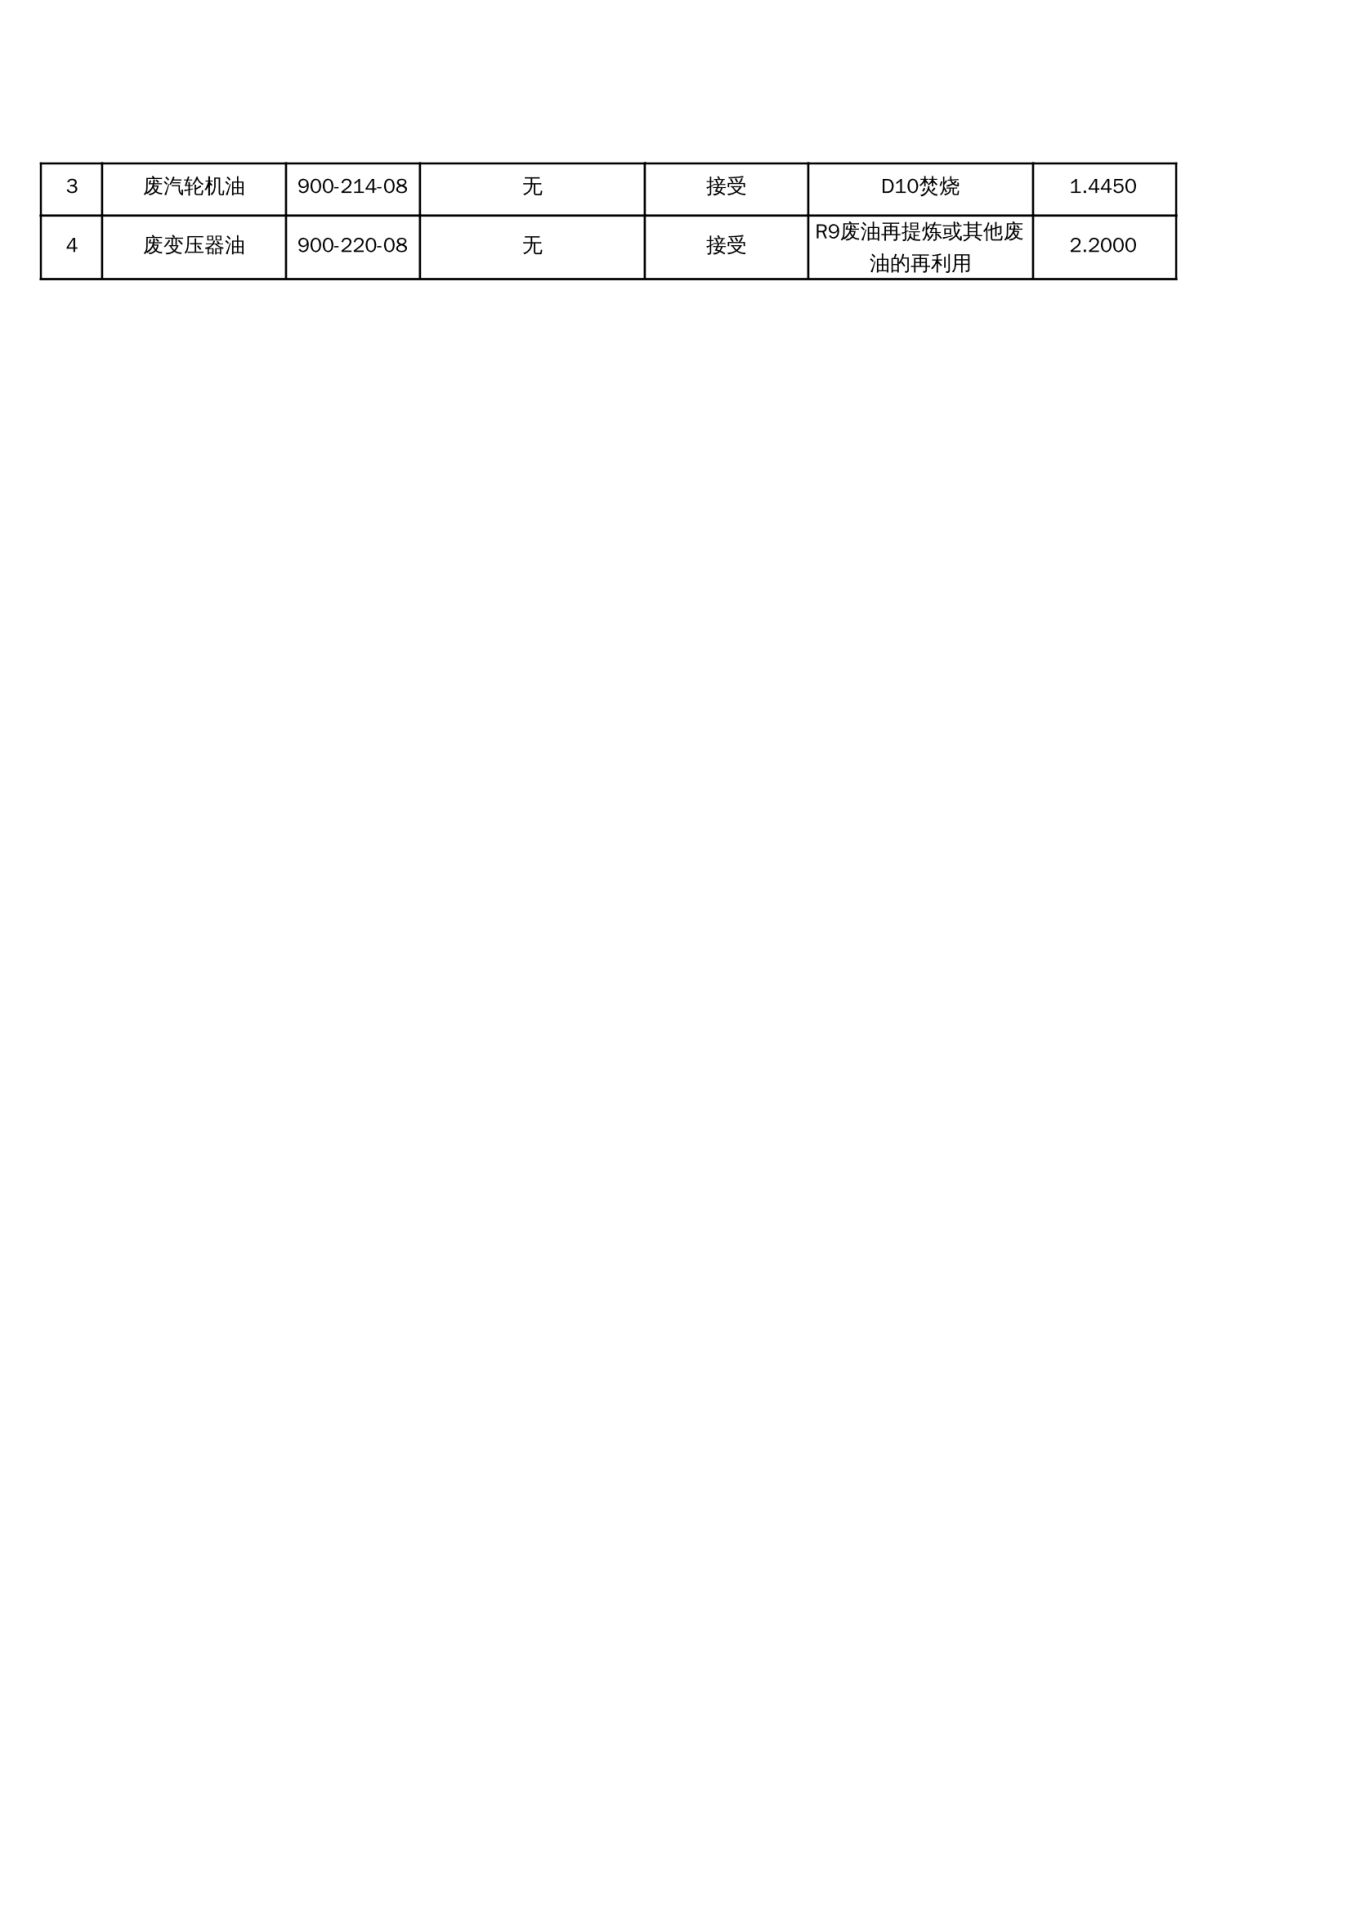 3 废汽轮机油 900-214-08 无 接受 D10焚烧 1.4450
4 废变压器油 900-220-08 无 接受 R9废油再提炼或其他废 2.2000
油的再利用